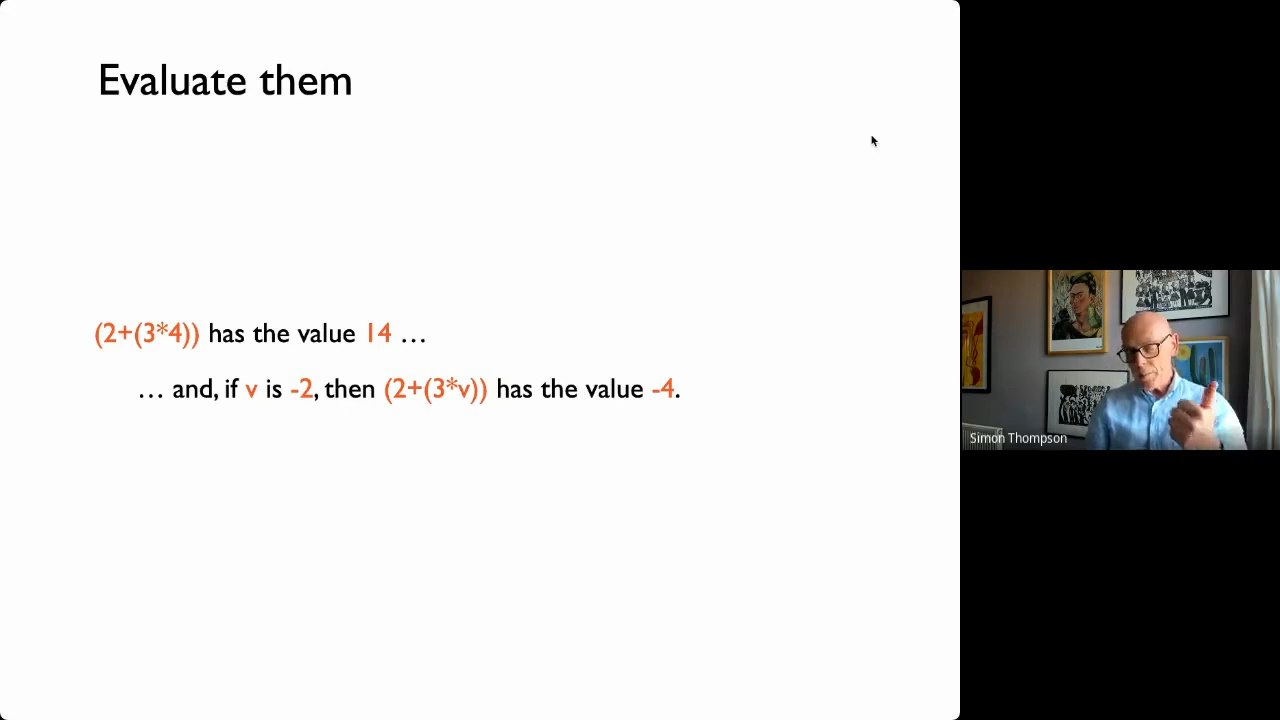 Evaluate them
(2+(3*4)) has the value 14 …
… and, if v is -2, then (2+(3*v)) has the value -4.
Simon Thompson